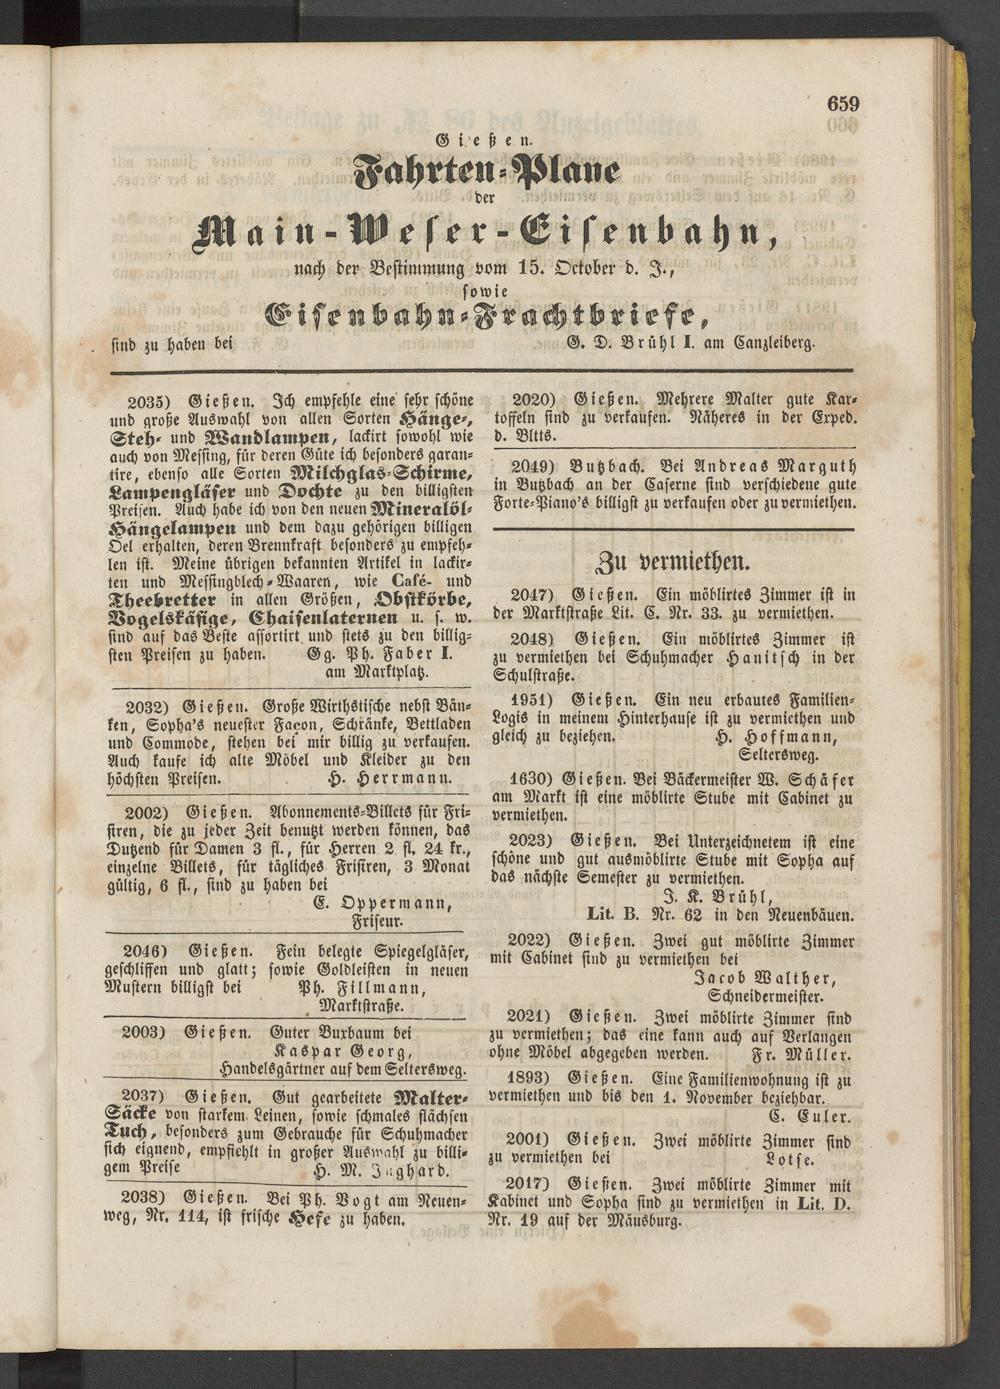 659
Gießen.
Fahrten-Plane
der
Main-Weser-Eisenbahn,
nach der Bestimmung vom 15. October d. J.,
sowie
Eisenbahn-Frachtbriefe,
sind zu haben bei G. D. Brühl I. am Canzleiberg.
2035) Gießen. Ich empfehle eine sehr schöne
und große Auswahl von allen Sorten Hänge-,
Steh- und Wandlampen, lackirt sowohl wie
auch von Messing, für deren Güte ich besonders garan-
tire, ebenso alle Sorten Milchglas-Schirme,
Lampengläser und Dochte zu den billigsten
Preisen. Auch habe ich von den neuen Mineralöl-
Hängelampen und dem dazu gehörigen billigen
Oel erhalten, deren Brennkraft besonders zu empfeh-
len ist. Meine übrigen bekannten Artikel in lackir-
ten und Messingblech-Waaren, wie Café- und
Theebretter in allen Größen, Obstkörbe,
Vogelskäfige, Chaisenlaternen u. s. w.
sind auf das Beste assortirt und stets zu den billig-
sten Preisen zu haben. Gg. Ph. Faber I.
am Marktplatz.
2032) Gießen. Große Wirthstische nebst Bän-
ken, Sopha's neuester Façon, Schränke, Bettladen
und Commode, stehen bei mir billig zu verkaufen.
Auch kaufe ich alte Möbel und Kleider zu den
höchsten Preisen. H. Herrmann.
2002) Gießen. Abonnements-Billets für Fri-
siren, die zu jeder Zeit benutzt werden können, das
Dutzend für Damen 3 fl., für Herren 2 fl. 24 kr.,
einzelne Billets, für tägliches Frisiren, 3 Monat
gültig, 6 fl., sind zu haben bei
E. Oppermann,
Friseur.
2046) Gießen. Fein belegte Spiegelgläser,
geschliffen und glatt; sowie Goldleisten in neuen
Mustern billigst bei Ph. Fillmann,
Marktstraße.
2003) Gießen. Guter Buxbaum bei
Kaspar Georg,
Handelsgärtner auf dem Seltersweg.
2037) Gießen. Gut gearbeitete Malter-
Säcke von starkem Leinen, sowie schmales flächsen
Tuch, besonders zum Gebrauche für Schuhmacher
sich eignend, empfiehlt in großer Auswahl zu billi-
gem Preise H. M. Jughard.
2038) Gießen. Bei Ph. Vogt am Neuen-
weg, Nr. 114, ist frische Hefe zu haben.
2020) Gießen. Mehrere Malter gute Kar-
toffeln sind zu verkaufen. Näheres in der Exped.
d. Bltts.
2049) Butzbach. Bei Andreas Marguth
in Butzbach an der Caserne sind verschiedene gute
Forte-Piano's billigst zu verkaufen oder zu vermiethen.
Zu vermiethen.
2047) Gießen. Ein möblirtes Zimmer ist in
der Marktstraße Lit. C. Nr. 33. zu vermiethen.
2048) Gießen. Ein möblirtes Zimmer ist
zu vermiethen bei Schuhmacher Hanitsch in der
Schulstraße.
1951) Gießen. Ein neu erbautes Familien-
Logis in meinem Hinterhause ist zu vermiethen und
gleich zu beziehen. H. Hoffmann,
Seltersweg.
1630) Gießen. Bei Bäckermeister W. Schäfer
am Markt ist eine möblirte Stube mit Cabinet zu
vermiethen.
2023) Gießen. Bei Unterzeichnetem ist eine
schöne und gut ausmöblirte Stube mit Sopha auf
das nächste Semester zu vermiethen.
J. K. Brühl,
Lit. B. Nr. 62 in den Neuenbäuen.
2022) Gießen. Zwei gut möblirte Zimmer
mit Cabinet sind zu vermiethen bei
Jacob Walther,
Schneidermeister.
2021) Gießen. Zwei möblirte Zimmer sind
zu vermiethen; das eine kann auch auf Verlangen
ohne Möbel abgegeben werden. Fr. Müller.
1893) Gießen. Eine Familienwohnung ist zu
vermiethen und bis den 1. November beziehbar.
C. Euler.
2001) Gießen. Zwei möblirte Zimmer sind
zu vermiethen bei Lotse.
2017) Gießen. Zwei möblirte Zimmer mit
Kabinet und Sopha sind zu vermiethen in Lit. D.
Nr. 19 auf der Mäusburg.